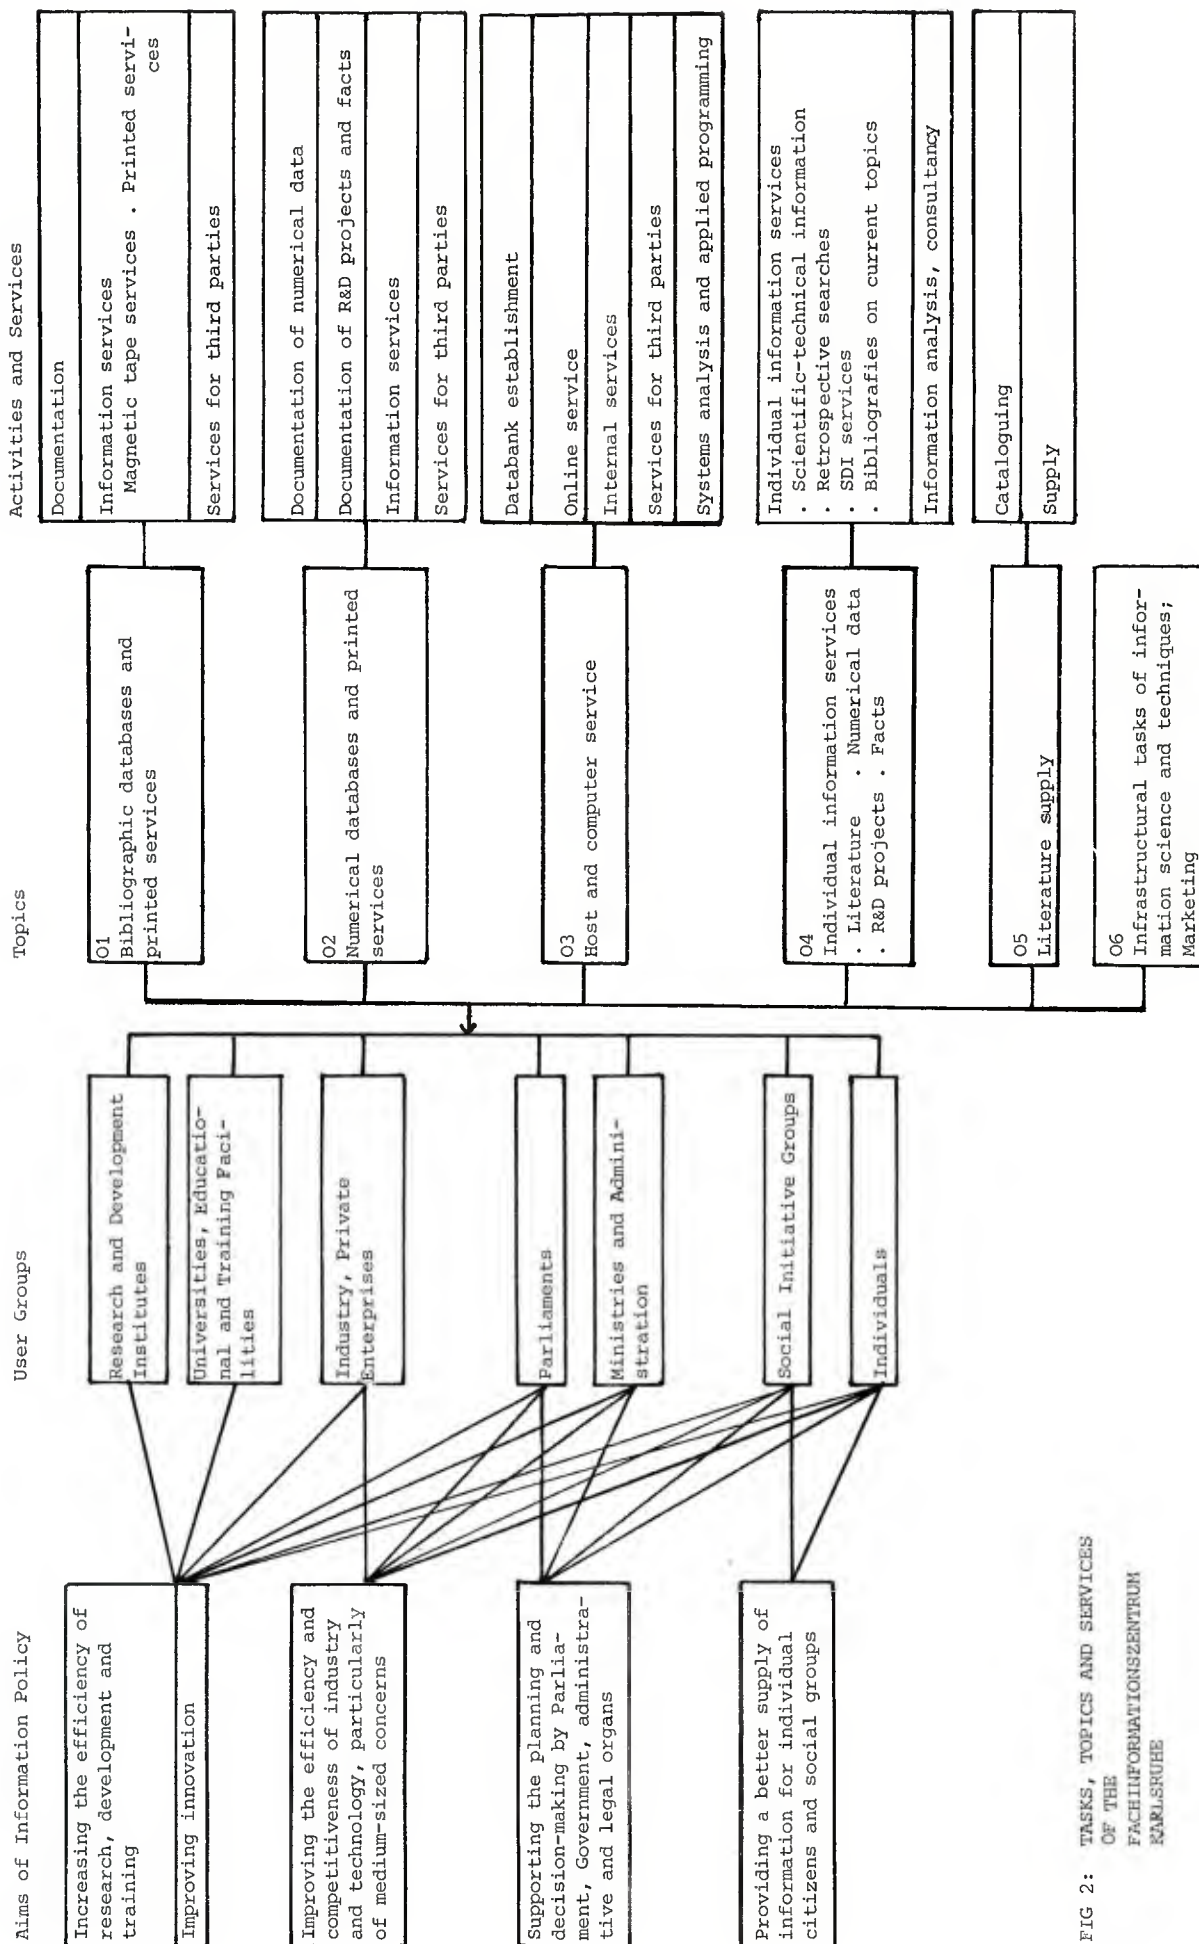 Aims of Information Policy
Increasing the efficiency of
research, development and
training
Improving innovation
Improving the efficiency and
competitiveness of industry
and technology, particularly
of medium-sized concerns
Supporting the planning and
decision-making by Parlia-
ment, Government, administra-
tive and legal organs
Providing a better supply of
information for individual
citizens and social groups
User Groups
Research and Development
Institutes
Universities, Educatio-
nal and Training Faci-
lities
Industry, Private
Enterprises
Parliaments
Ministries and Admini-
stration
Social Initiative Groups
Individuals
Topics
01
Bibliographic databases and
printed services
02
Numerical databases and printed
services
03
Host and computer service
04
Individual information services
. Literature . Numerical data
. R&D projects . Facts
05
Literature supply
06
Infrastructural tasks of infor-
mation science and techniques;
Marketing
Activities and Services
Documentation
Information services
Magnetic tape services . Printed servi-
ces
Services for third parties
Documentation of numerical data
Documentation of R&D projects and facts
Information services
Services for third parties
Databank establishment
Online service
Internal services
Services for third parties
Systems analysis and applied programming
Individual information services
. Scientific-technical information
. Retrospective searches
. SDI services
. Bibliografies on current topics
Information analysis, consultancy
Cataloguing
Supply
FIG 2: TASKS, TOPICS AND SERVICES
OF THE
FACHINFORMATIONSZENTRUM
KARLSRUHE